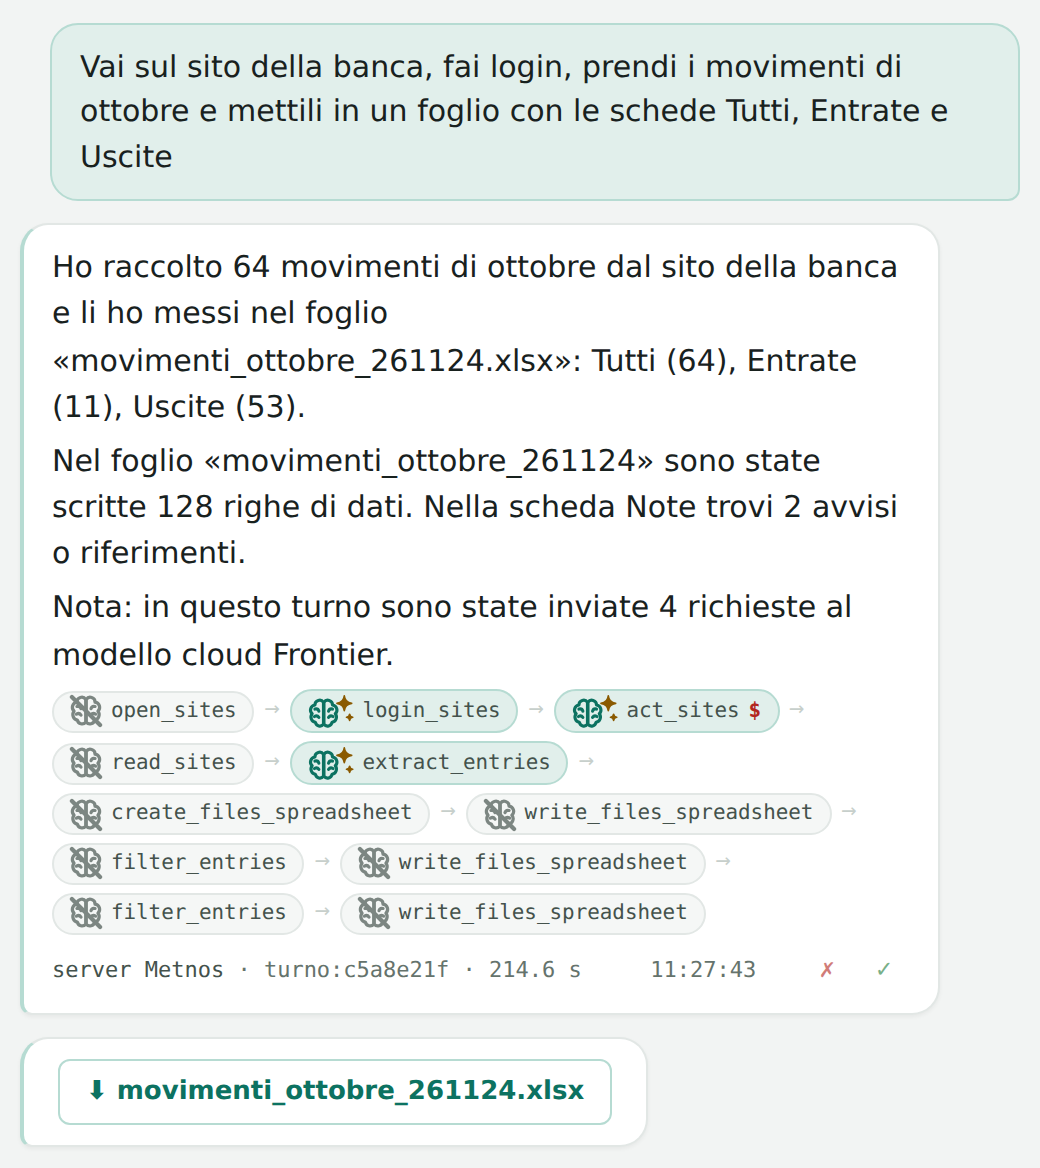 Vai sul sito della banca, fai login, prendi i movimenti di
ottobre e mettili in un foglio con le schede Tutti, Entrate e
Uscite
Ho raccolto 64 movimenti di ottobre dal sito della banca
e li ho messi nel foglio
«movimenti_ottobre_261124.xlsx»: Tutti (64), Entrate
(11), Uscite (53).
Nel foglio «movimenti_ottobre_261124» sono state
scritte 128 righe di dati. Nella scheda Note trovi 2 avvisi
o riferimenti.
Nota: in questo turno sono state inviate 4 richieste al
modello cloud Frontier.
open_sites → login_sites → act_sites $ →
read_sites → extract_entries →
create_files_spreadsheet → write_files_spreadsheet →
filter_entries → write_files_spreadsheet →
filter_entries → write_files_spreadsheet
server Metnos · turno:c5a8e21f · 214.6 s 11:27:43 ✗ ✓
⬇ movimenti_ottobre_261124.xlsx